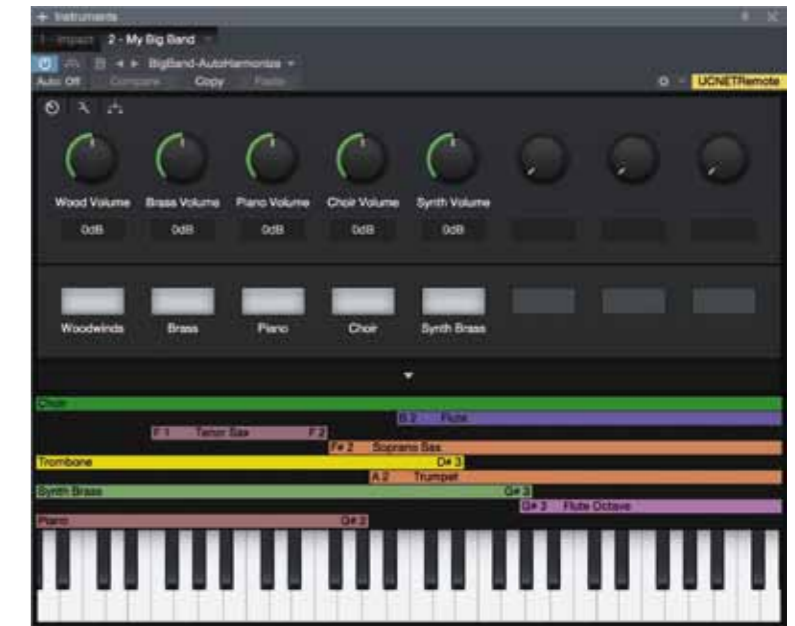 Instruments
1 - Impact 2 - My Big Band
BigBand-AutoHarmonize
Auto: Off Compare Copy Paste UCNETRemote
Wood Volume Brass Volume Piano Volume Choir Volume Synth Volume
0dB 0dB 0dB 0dB 0dB
Woodwinds Brass Piano Choir Synth Brass
Choir
B 2 Flute
F 1 Tenor Sax F 2
F# 2 Soprano Sax
Trombone D# 3
A 2 Trumpet
Synth Brass G# 3
G# 3 Flute Octave
Piano G# 2